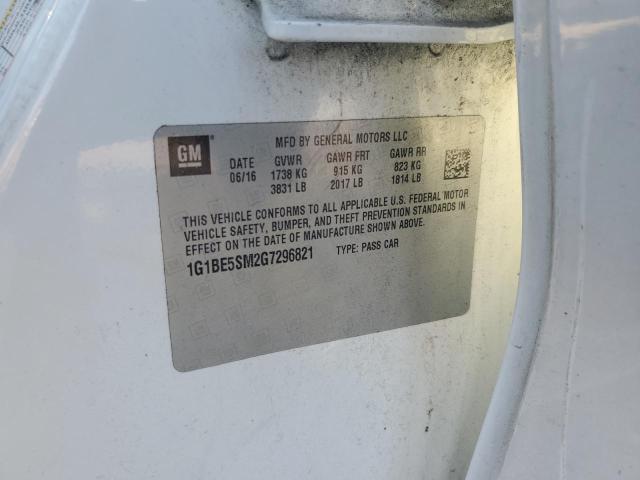 GM
MFD BY GENERAL MOTORS LLC
DATE GVWR GAWR FRT GAWR RR
06/16 1738 KG 915 KG 823 KG
3831 LB 2017 LB 1814 LB
THIS VEHICLE CONFORMS TO ALL APPLICABLE U.S. FEDERAL MOTOR
VEHICLE SAFETY, BUMPER, AND THEFT PREVENTION STANDARDS IN
EFFECT ON THE DATE OF MANUFACTURE SHOWN ABOVE.
1G1BE5SM2G7296821 TYPE: PASS CAR